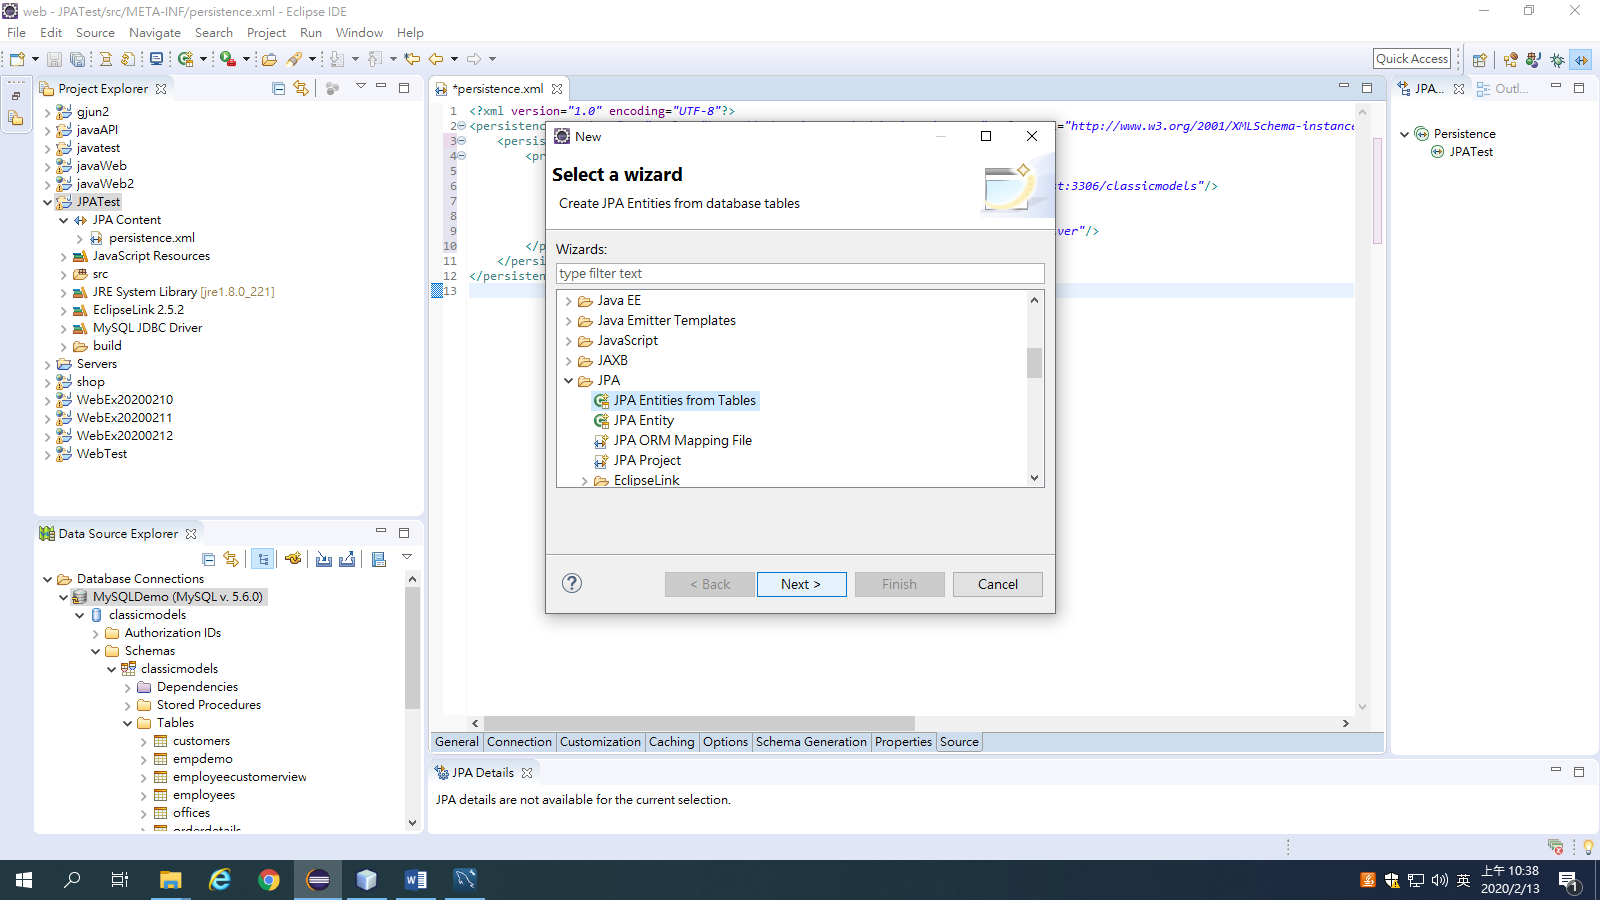 web - JPATest/src/META-INF/persistence.xml - Eclipse IDE
File Edit Source Navigate Search Project Run Window Help
Quick Access
Project Explorer
gjun2
javaAPI
javatest
javaWeb
javaWeb2
JPATest
JPA Content
persistence.xml
JavaScript Resources
src
JRE System Library [jre1.8.0_221]
EclipseLink 2.5.2
MySQL JDBC Driver
build
Servers
shop
WebEx20200210
WebEx20200211
WebEx20200212
WebTest
Data Source Explorer
Database Connections
MySQLDemo (MySQL v. 5.6.0)
classicmodels
Authorization IDs
Schemas
classicmodels
Dependencies
Stored Procedures
Tables
customers
empdemo
employeecustomerview
employees
offices
orderdetails
*persistence.xml
1 <?xml version="1.0" encoding="UTF-8"?>
2 <persistenc ="http://www.w3.org/2001/XMLSchema-instance
3 <persis
4 <pr
5
6 t:3306/classicmodels"/>
7
8
9 ver"/>
10 </p
11 </persi
12 </persisten
13
New
Select a wizard
Create JPA Entities from database tables
Wizards:
type filter text
Java EE
Java Emitter Templates
JavaScript
JAXB
JPA
JPA Entities from Tables
JPA Entity
JPA ORM Mapping File
JPA Project
EclipseLink
< Back Next > Finish Cancel
General Connection Customization Caching Options Schema Generation Properties Source
JPA Details
JPA details are not available for the current selection.
JPA... Outl...
Persistence
JPATest
英
上午 10:38
2020/2/13
1